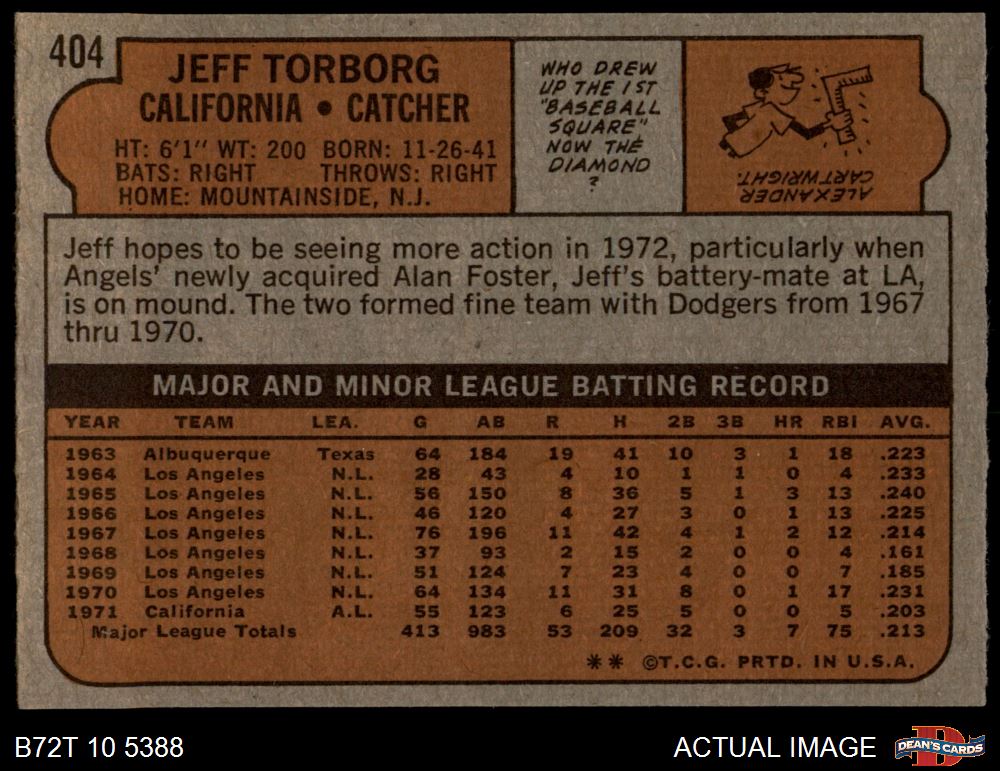 404
JEFF TORBORG
CALIFORNIA • CATCHER
HT: 6'1" WT: 200 BORN: 11-26-41
BATS: RIGHT THROWS: RIGHT
HOME: MOUNTAINSIDE, N.J.
WHO DREW
UP THE 1ST
"BASEBALL
SQUARE"
NOW THE
DIAMOND
?
ALEXANDER
CARTWRIGHT.
Jeff hopes to be seeing more action in 1972, particularly when
Angels' newly acquired Alan Foster, Jeff's battery-mate at LA,
is on mound. The two formed fine team with Dodgers from 1967
thru 1970.
MAJOR AND MINOR LEAGUE BATTING RECORD
YEAR TEAM LEA. G AB R H 2B 3B HR RBI AVG.
1963 Albuquerque Texas 64 184 19 41 10 3 1 18 .223
1964 Los Angeles N.L. 28 43 4 10 1 1 0 4 .233
1965 Los Angeles N.L. 56 150 8 36 5 1 3 13 .240
1966 Los Angeles N.L. 46 120 4 27 3 0 1 13 .225
1967 Los Angeles N.L. 76 196 11 42 4 1 2 12 .214
1968 Los Angeles N.L. 37 93 2 15 2 0 0 4 .161
1969 Los Angeles N.L. 51 124 7 23 4 0 0 7 .185
1970 Los Angeles N.L. 64 134 11 31 8 0 1 17 .231
1971 California A.L. 55 123 6 25 5 0 0 5 .203
Major League Totals 413 983 53 209 32 3 7 75 .213
** ©T.C.G. PRTD. IN U.S.A.
B72T 10 5388
ACTUAL IMAGE
D
DEAN'S CARDS